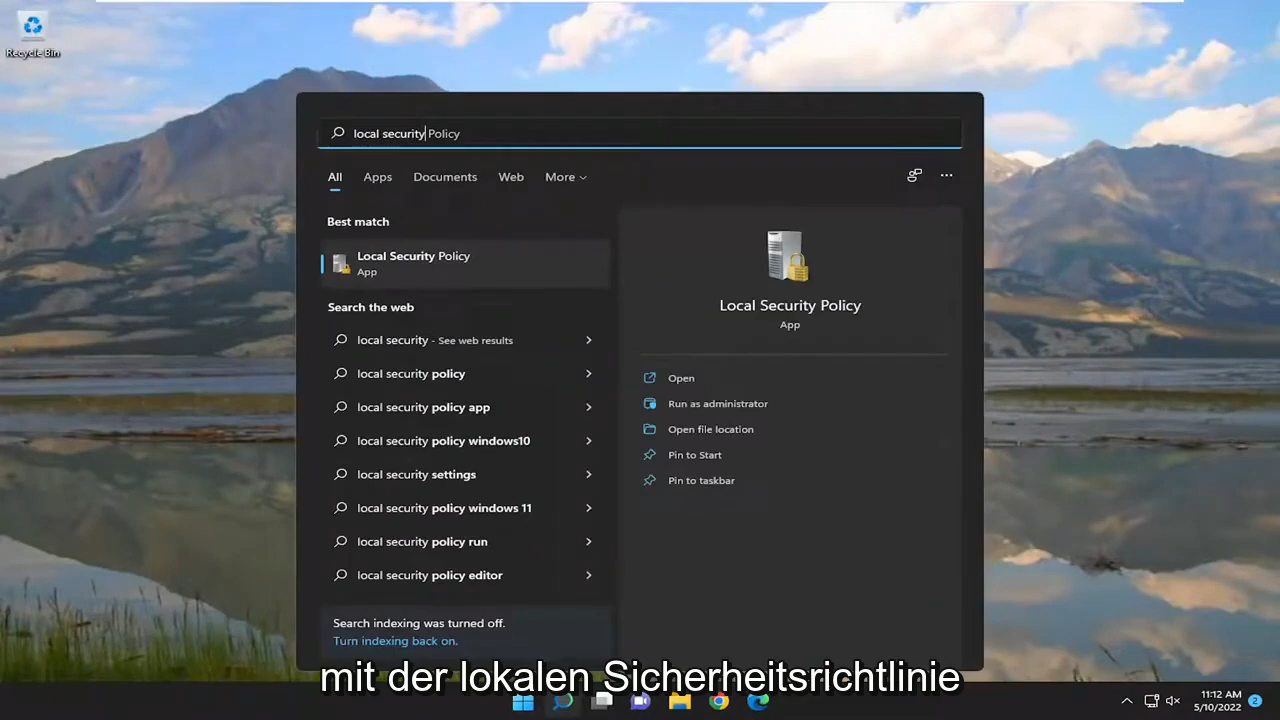 Recycle Bin
local security Policy
All Apps Documents Web More
Best match
Local Security Policy
App
Search the web
local security - See web results
local security policy
local security policy app
local security policy windows10
local security settings
local security policy windows 11
local security policy run
local security policy editor
Search indexing was turned off.
Turn indexing back on.
Local Security Policy
App
Open
Run as administrator
Open file location
Pin to Start
Pin to taskbar
mit der lokalen Sicherheitsrichtlinie
11:12 AM
5/10/2022
2